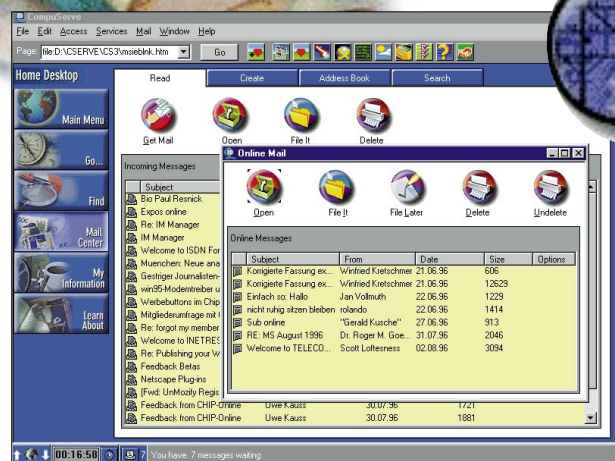 CompuServe
File Edit Access Services Mail Window Help
Page: file:D:\CSERVE\CS3\msieblnk.htm Go
Home Desktop
Read Create Address Book Search
Main Menu
Go...
Find
Mail Center
My Information
Learn About
Get Mail Open File It Delete
Incoming Messages
Subject
Bio Paul Resnick
Expos online
Re: IM Manager
IM Manager
Welcome to ISDN For
Muenchen: Neue ana
Gestriger Journalisten-
win95-Modemtreiber u
Werbebuttons im Chip
Mitgliederumfrage mit
Re: forgot my member
Welcome to INETRES
Re: Publishing your W
Feedback Betas
Netscape Plug-ins
[Fwd: UnMozify Regis
Feedback from CHIP-Online Uwe Kauss 30.07.96 1721
Feedback from CHIP-Online Uwe Kauss 30.07.96 1881
Online Mail
Open File It File Later Delete Undelete
Online Messages
Subject From Date Size Options
Korrigierte Fassung ex... Winfried Kretschmer 21.06.96 606
Korrigierte Fassung ex... Winfried Kretschmer 21.06.96 12629
Einfach so: Hallo Jan Vollmuth 22.06.96 1229
nicht ruhig sitzen bleiben rolando 22.06.96 1414
Sub online "Gerald Kusche" 27.06.96 913
RE: MS August 1996 Dr. Roger M. Goe... 31.07.96 2046
Welcome to TELECO... Scott Loftesness 02.08.96 3094
00:16:58 7 You have 7 messages waiting